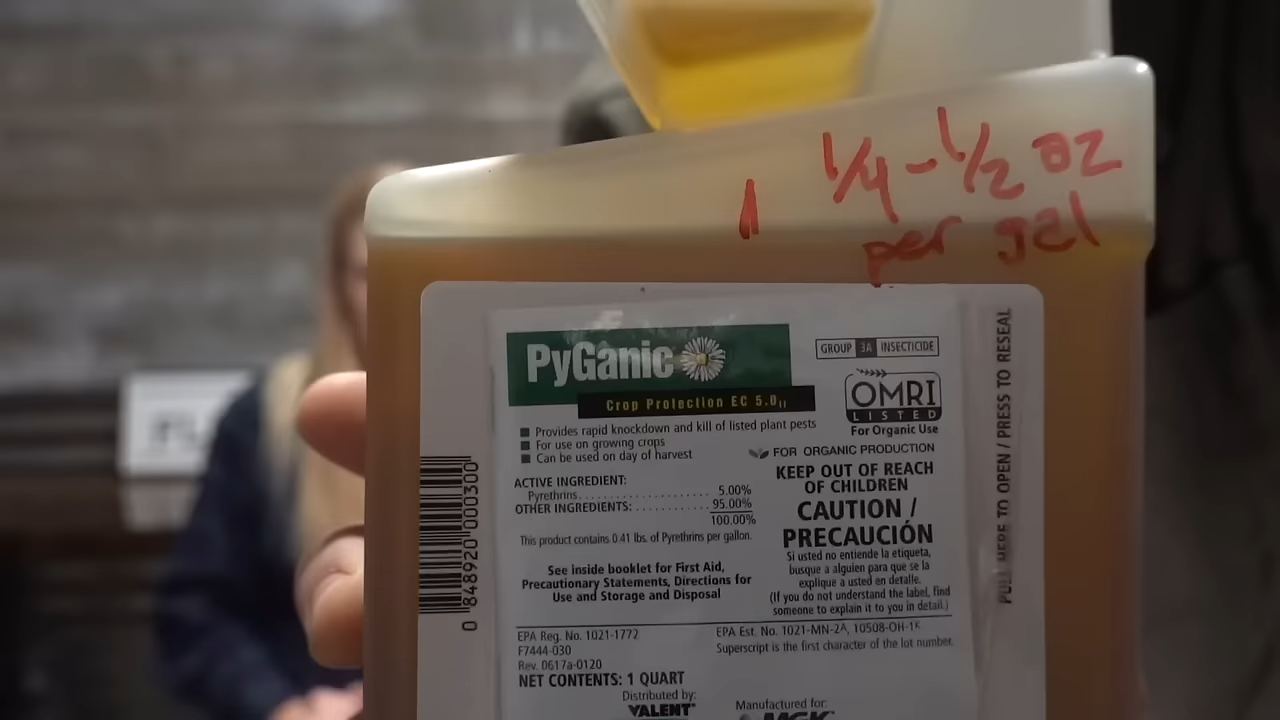 1/4 - 1/2 oz
per gal
PyGanic
Crop Protection EC 5.0 II
GROUP 3A INSECTICIDE
OMRI
LISTED
For Organic Use
Provides rapid knockdown and kill of listed plant pests
For use on growing crops
Can be used on day of harvest
FOR ORGANIC PRODUCTION
KEEP OUT OF REACH
OF CHILDREN
CAUTION /
PRECAUCIÓN
Si usted no entiende la etiqueta,
busque a alguien para que se la
explique a usted en detalle.
(If you do not understand the label, find
someone to explain it to you in detail.)
ACTIVE INGREDIENT:
Pyrethrins.......................... 5.00%
OTHER INGREDIENTS: ............ 95.00%
100.00%
This product contains 0.41 lbs. of Pyrethrins per gallon.
See inside booklet for First Aid,
Precautionary Statements, Directions for
Use and Storage and Disposal
EPA Reg. No. 1021-1772
F7444-030
Rev. 0617a-0120
NET CONTENTS: 1 QUART
EPA Est. No. 1021-MN-2A, 10508-OH-1K
Superscript is the first character of the lot number.
Distributed by:
VALENT
Manufactured for:
MGK
PULL HERE TO OPEN / PRESS TO RESEAL
0 848920 000300